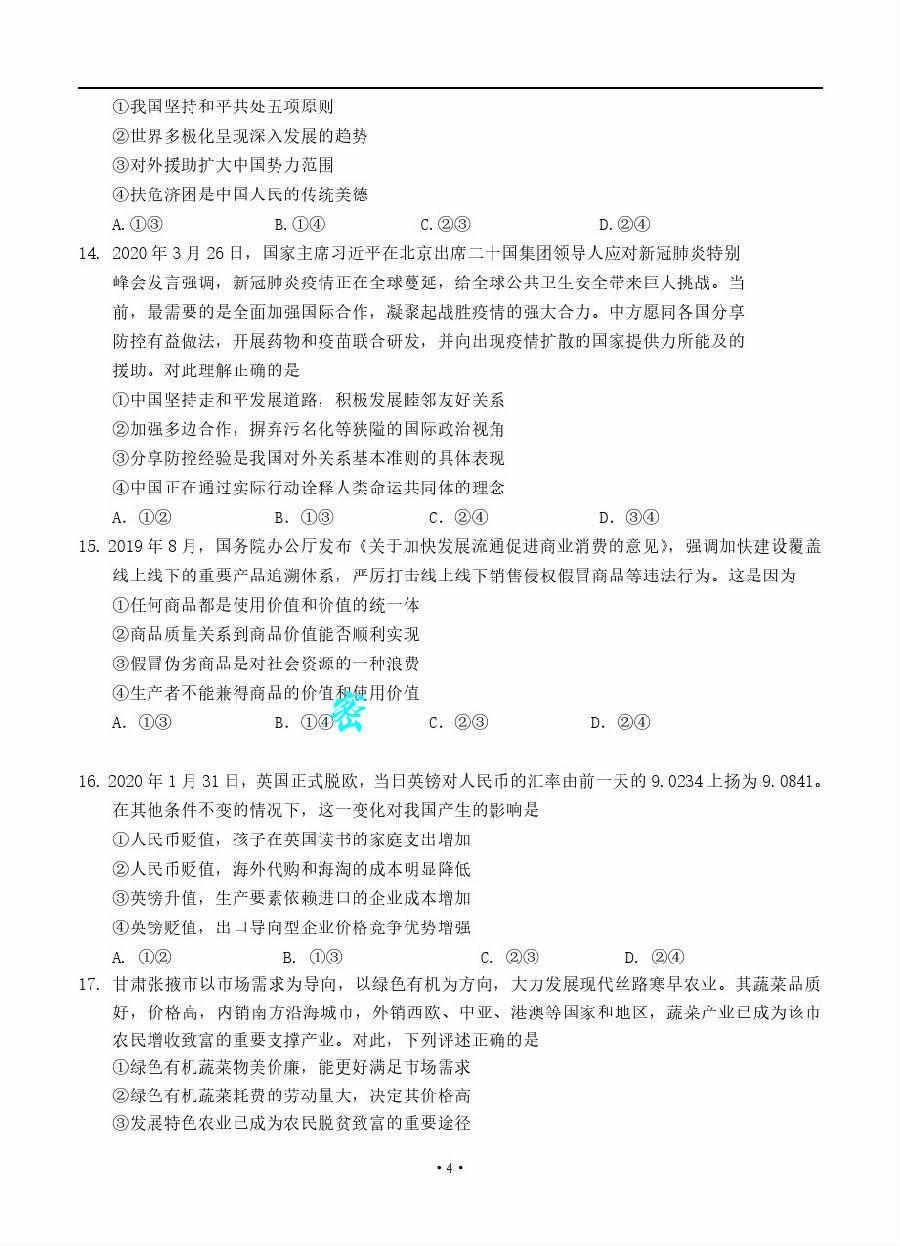 ①我国坚持和平共处五项原则
②世界多极化呈现深入发展的趋势
③对外援助扩大中国势力范围
④扶危济困是中国人民的传统美德
A.①③ B.①④ C.②③ D.②④
14. 2020 年 3 月 26 日，国家主席习近平在北京出席二十国集团领导人应对新冠肺炎特别
峰会发言强调，新冠肺炎疫情正在全球蔓延，给全球公共卫生安全带来巨大挑战。当
前，最需要的是全面加强国际合作，凝聚起战胜疫情的强大合力。中方愿同各国分享
防控有益做法，开展药物和疫苗联合研发，并向出现疫情扩散的国家提供力所能及的
援助。对此理解正确的是
①中国坚持走和平发展道路，积极发展睦邻友好关系
②加强多边合作，摒弃污名化等狭隘的国际政治视角
③分享防控经验是我国对外关系基本准则的具体表现
④中国正在通过实际行动诠释人类命运共同体的理念
A. ①② B. ①③ C. ②④ D. ③④
15. 2019 年 8 月，国务院办公厅发布《关于加快发展流通促进商业消费的意见》，强调加快建设覆盖
线上线下的重要产品追溯体系，严厉打击线上线下销售侵权假冒商品等违法行为。这是因为
①任何商品都是使用价值和价值的统一体
②商品质量关系到商品价值能否顺利实现
③假冒伪劣商品是对社会资源的一种浪费
④生产者不能兼得商品的价值和使用价值
A. ①③ B. ①④ C. ②③ D. ②④
密
16. 2020 年 1 月 31 日，英国正式脱欧，当日英镑对人民币的汇率由前一天的 9.0234 上扬为 9.0841。
在其他条件不变的情况下，这一变化对我国产生的影响是
①人民币贬值，孩子在英国读书的家庭支出增加
②人民币贬值，海外代购和海淘的成本明显降低
③英镑升值，生产要素依赖进口的企业成本增加
④英镑贬值，出口导向型企业价格竞争优势增强
A. ①② B. ①③ C. ②③ D. ②④
17. 甘肃张掖市以市场需求为导向，以绿色有机为方向，大力发展现代丝路寒旱农业。其蔬菜品质
好，价格高，内销南方沿海城市，外销西欧、中亚、港澳等国家和地区，蔬菜产业已成为该市
农民增收致富的重要支撑产业。对此，下列评述正确的是
①绿色有机蔬菜物美价廉，能更好满足市场需求
②绿色有机蔬菜耗费的劳动量大，决定其价格高
③发展特色农业已成为农民脱贫致富的重要途径
·4·